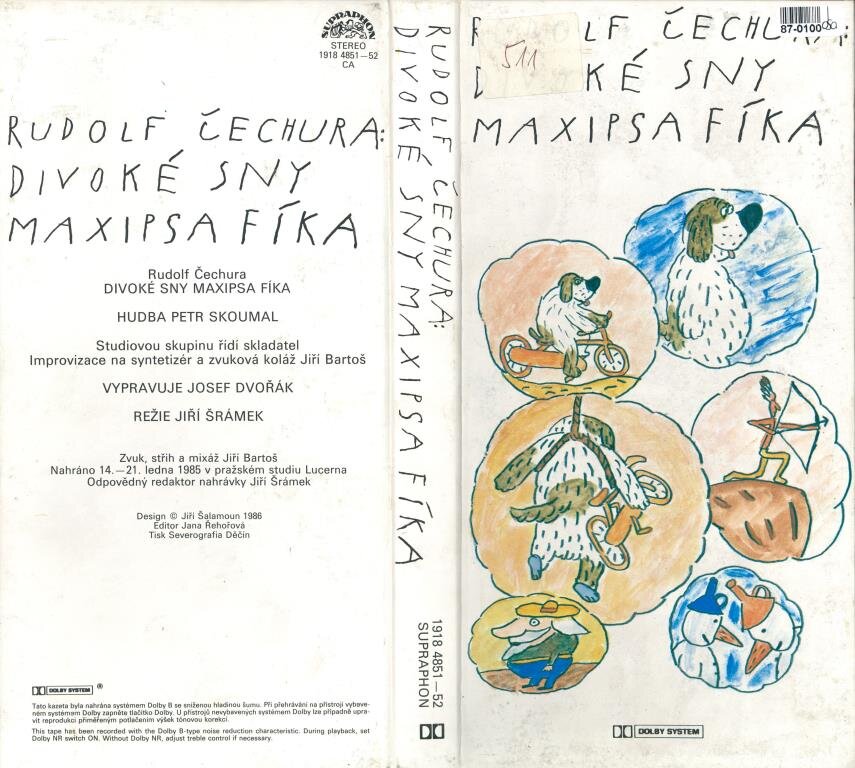 SUPRAPHON
STEREO
1918 4851—52
CA
RUDOLF ČECHURA:
DIVOKÉ SNY
MAXIPSA FÍKA
Rudolf Čechura
DIVOKÉ SNY MAXIPSA FÍKA
HUDBA PETR SKOUMAL
Studiovou skupinu řídí skladatel
Improvizace na syntetizér a zvuková koláž Jiří Bartoš
VYPRAVUJE JOSEF DVOŘÁK
REŽIE JIŘÍ ŠRÁMEK
Zvuk, střih a mixáž Jiří Bartoš
Nahráno 14.—21. ledna 1985 v pražském studiu Lucerna
Odpovědný redaktor nahrávky Jiří Šrámek
Design © Jiří Šalamoun 1986
Editor Jana Řehořová
Tisk Severografia Děčín
DOLBY SYSTEM ®
Tato kazeta byla nahrána systémem Dolby B se sníženou hladinou šumu. Při přehrávání na přístroji vybave-
ném systémem Dolby zapněte tlačítko Dolby. U přístrojů nevybavených systémem Dolby lze případně upra-
vit reprodukci přiměřeným potlačením výšek tónovou korekcí.
This tape has been recorded with the Dolby B-type noise reduction characteristic. During playback, set
Dolby NR switch ON. Without Dolby NR, adjust treble control if necessary.
RUDOLF ČECHURA:
DIVOKÉ SNY MAXIPSA FÍKA
1918 4851—52
SUPRAPHON
87-0100
511
LF ČECHU
KÉ SNY
MAXIPSA FÍKA
DOLBY SYSTEM